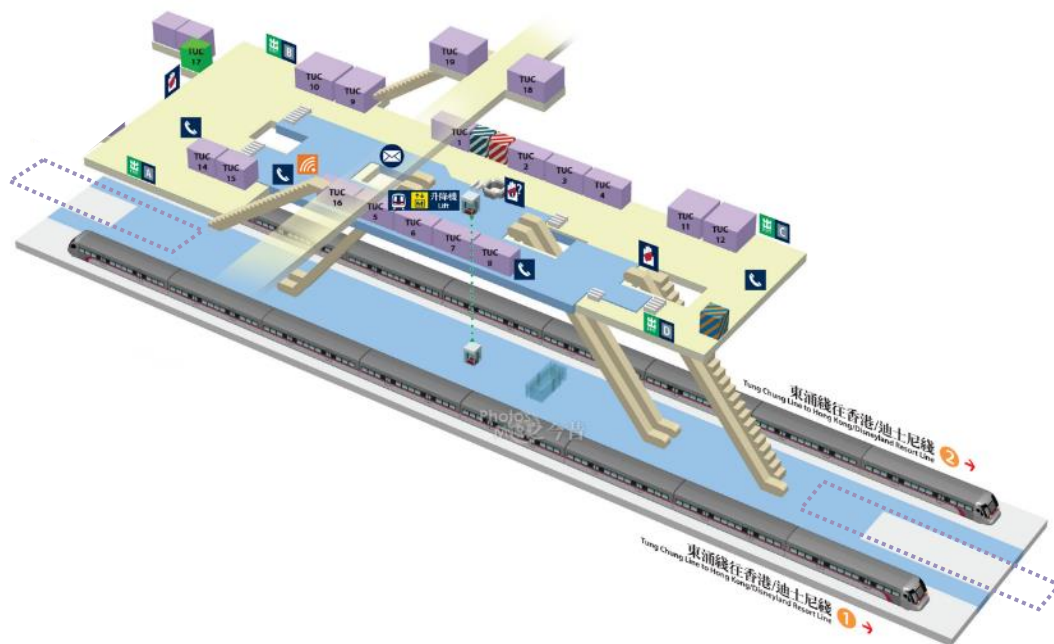 TUC
17
B
TUC
10
TUC
9
TUC
19
TUC
18
TUC
14
TUC
15
A
TUC
1
TUC
2
TUC
3
TUC
4
TUC
16
升降機
Lift
?
TUC
5
TUC
6
TUC
7
TUC
8
TUC
11
TUC
12
C
D
東涌綫往香港/迪士尼綫
Tung Chung Line to Hong Kong/Disneyland Resort Line
2
東涌綫往香港/迪士尼綫
Tung Chung Line to Hong Kong/Disneyland Resort Line
1